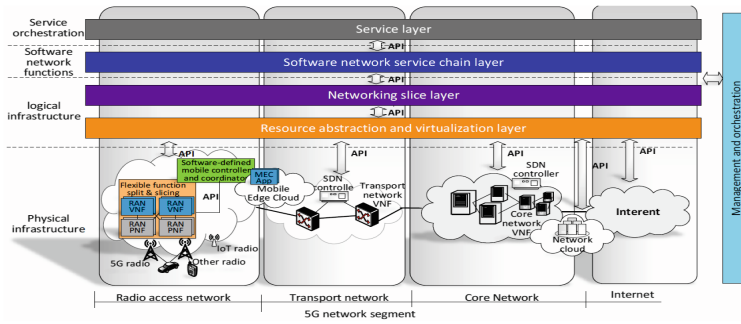 Service
orchestration
Service layer
API
Software
network
functions
Software network service chain layer
API
logical
infrastructure
Networking slice layer
API
Resource abstraction and virtualization layer
API
API
API
API
API
Management and orchestration
Physical
infrastructure
Software-defined
mobile controller
and coordinator
Flexible function
split & slicing
API
RAN
VNF
RAN
VNF
RAN
PNF
RAN
PNF
IoT radio
5G radio
Other radio
MEC
App
Mobile
Edge Cloud
SDN
controlle
Transport
network
VNF
SDN
controller
Core
network
VNF
Network
cloud
Interent
Radio access network
Transport network
Core Network
Internet
5G network segment